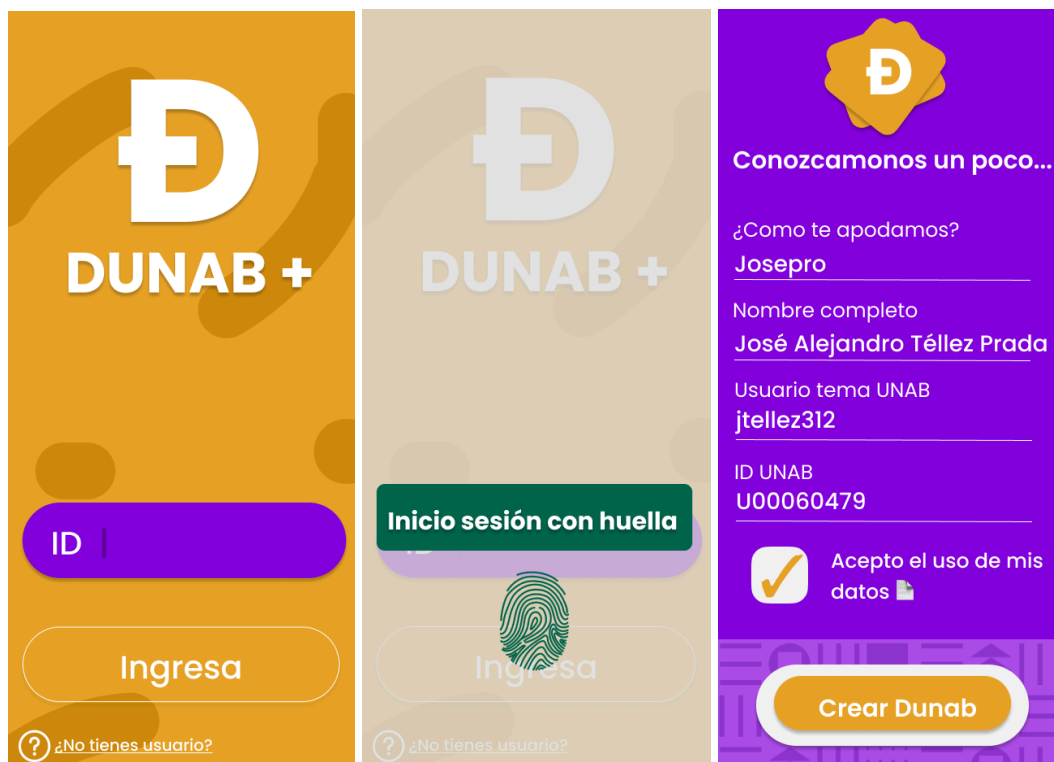 Đ
DUNAB +
ID
Ingresa
? ¿No tienes usuario?
Đ
DUNAB +
Inicio sesión con huella
Ingresa
? ¿No tienes usuario?
Đ
Conozcamonos un poco...
¿Como te apodamos?
Josepro
Nombre completo
José Alejandro Téllez Prada
Usuario tema UNAB
jtellez312
ID UNAB
U00060479
Acepto el uso de mis
datos
Crear Dunab